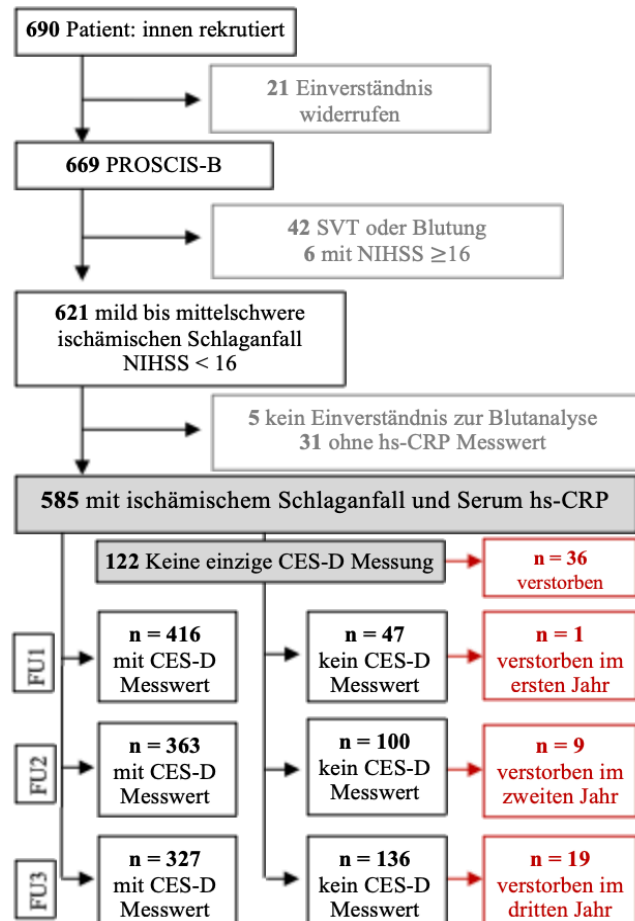 690 Patient: innen rekrutiert
21 Einverständnis
widerrufen
669 PROSCIS-B
42 SVT oder Blutung
6 mit NIHSS ≥16
621 mild bis mittelschwere
ischämischen Schlaganfall
NIHSS < 16
5 kein Einverständnis zur Blutanalyse
31 ohne hs-CRP Messwert
585 mit ischämischem Schlaganfall und Serum hs-CRP
122 Keine einzige CES-D Messung
n = 36
verstorben
FU1
n = 416
mit CES-D
Messwert
n = 47
kein CES-D
Messwert
n = 1
verstorben im
ersten Jahr
FU2
n = 363
mit CES-D
Messwert
n = 100
kein CES-D
Messwert
n = 9
verstorben im
zweiten Jahr
FU3
n = 327
mit CES-D
Messwert
n = 136
kein CES-D
Messwert
n = 19
verstorben im
dritten Jahr